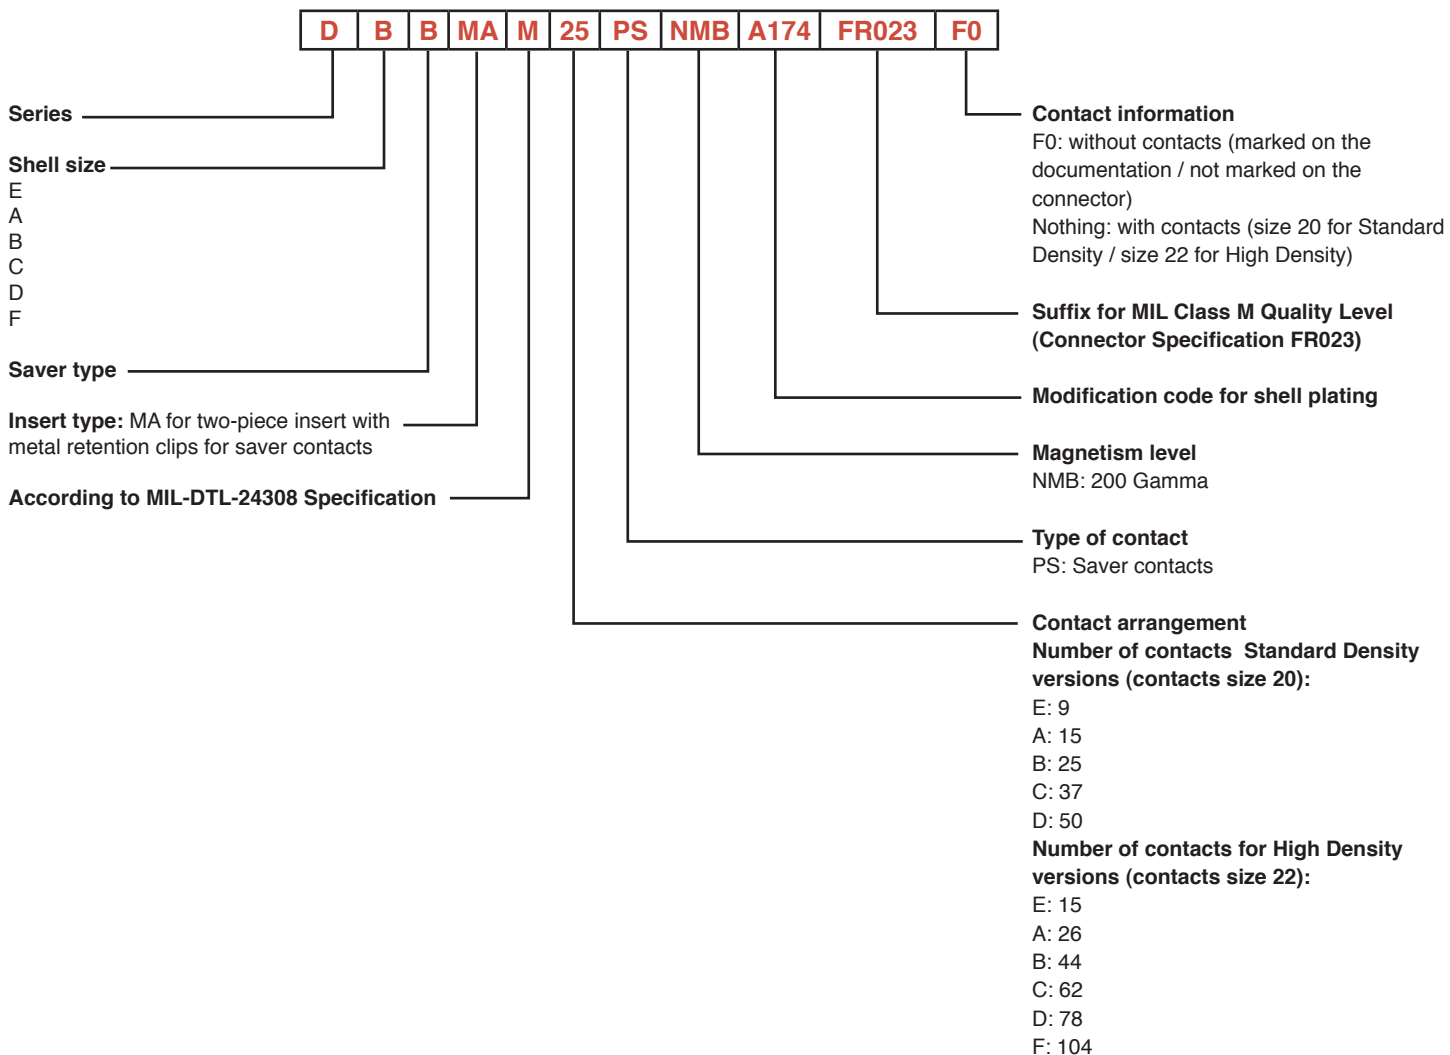 D B B MA M 25 PS NMB A174 FR023 F0
Series
Shell size
E
A
B
C
D
F
Saver type
Insert type: MA for two-piece insert with
metal retention clips for saver contacts
According to MIL-DTL-24308 Specification
Contact information
F0: without contacts (marked on the
documentation / not marked on the
connector)
Nothing: with contacts (size 20 for Standard
Density / size 22 for High Density)
Suffix for MIL Class M Quality Level
(Connector Specification FR023)
Modification code for shell plating
Magnetism level
NMB: 200 Gamma
Type of contact
PS: Saver contacts
Contact arrangement
Number of contacts  Standard Density
versions (contacts size 20):
E: 9
A: 15
B: 25
C: 37
D: 50
Number of contacts for High Density
versions (contacts size 22):
E: 15
A: 26
B: 44
C: 62
D: 78
F: 104